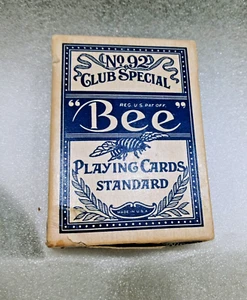 No. 92
CLUB SPECIAL
REG. U.S. PAT. OFF.
"Bee"
PLAYING CARDS
STANDARD
MADE IN U.S.A.